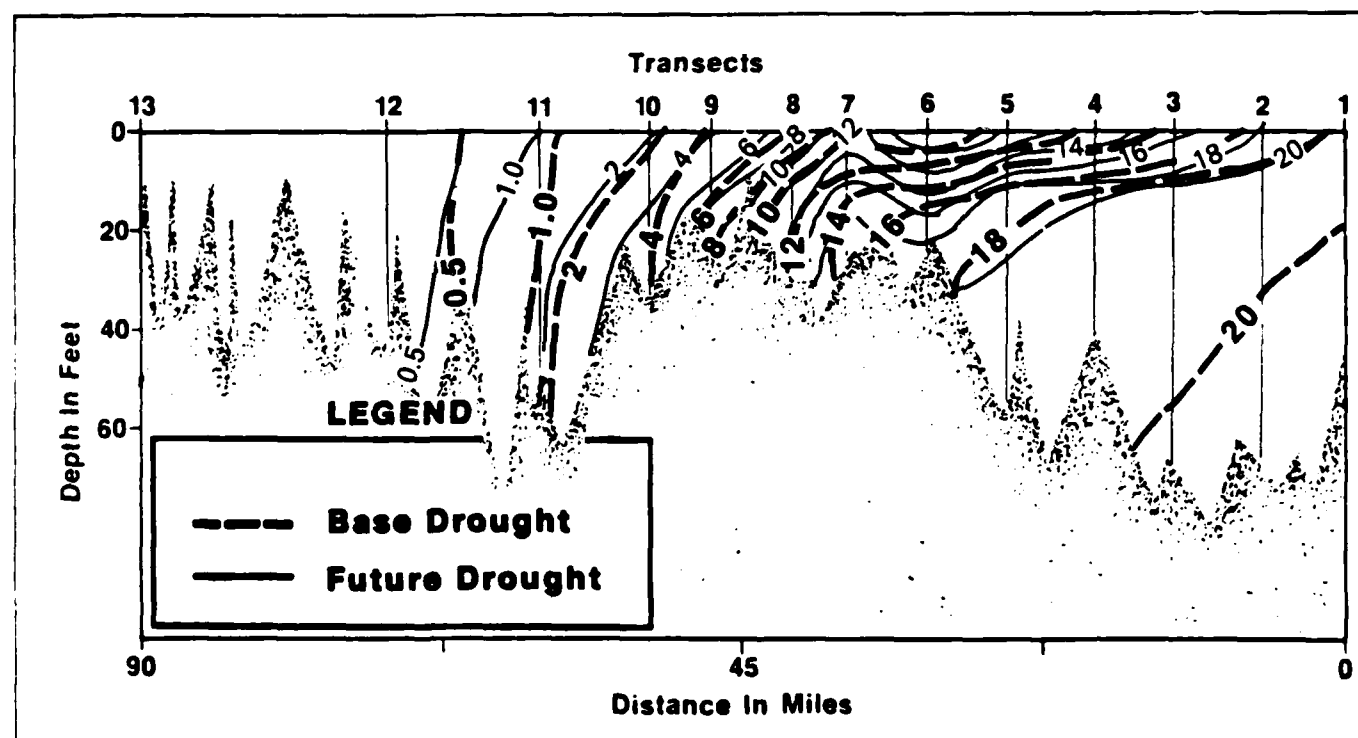 Transects
13 12 11 10 9 8 7 6 5 4 3 2 1
0
20
40
60
Depth In Feet
0.5 1.0 2 4 6 8 10 12 14 16 18 20
0.5 1.0 2 4 6 8 10 12 14 16 18 20
LEGEND
Base Drought
Future Drought
90 45 0
Distance In Miles